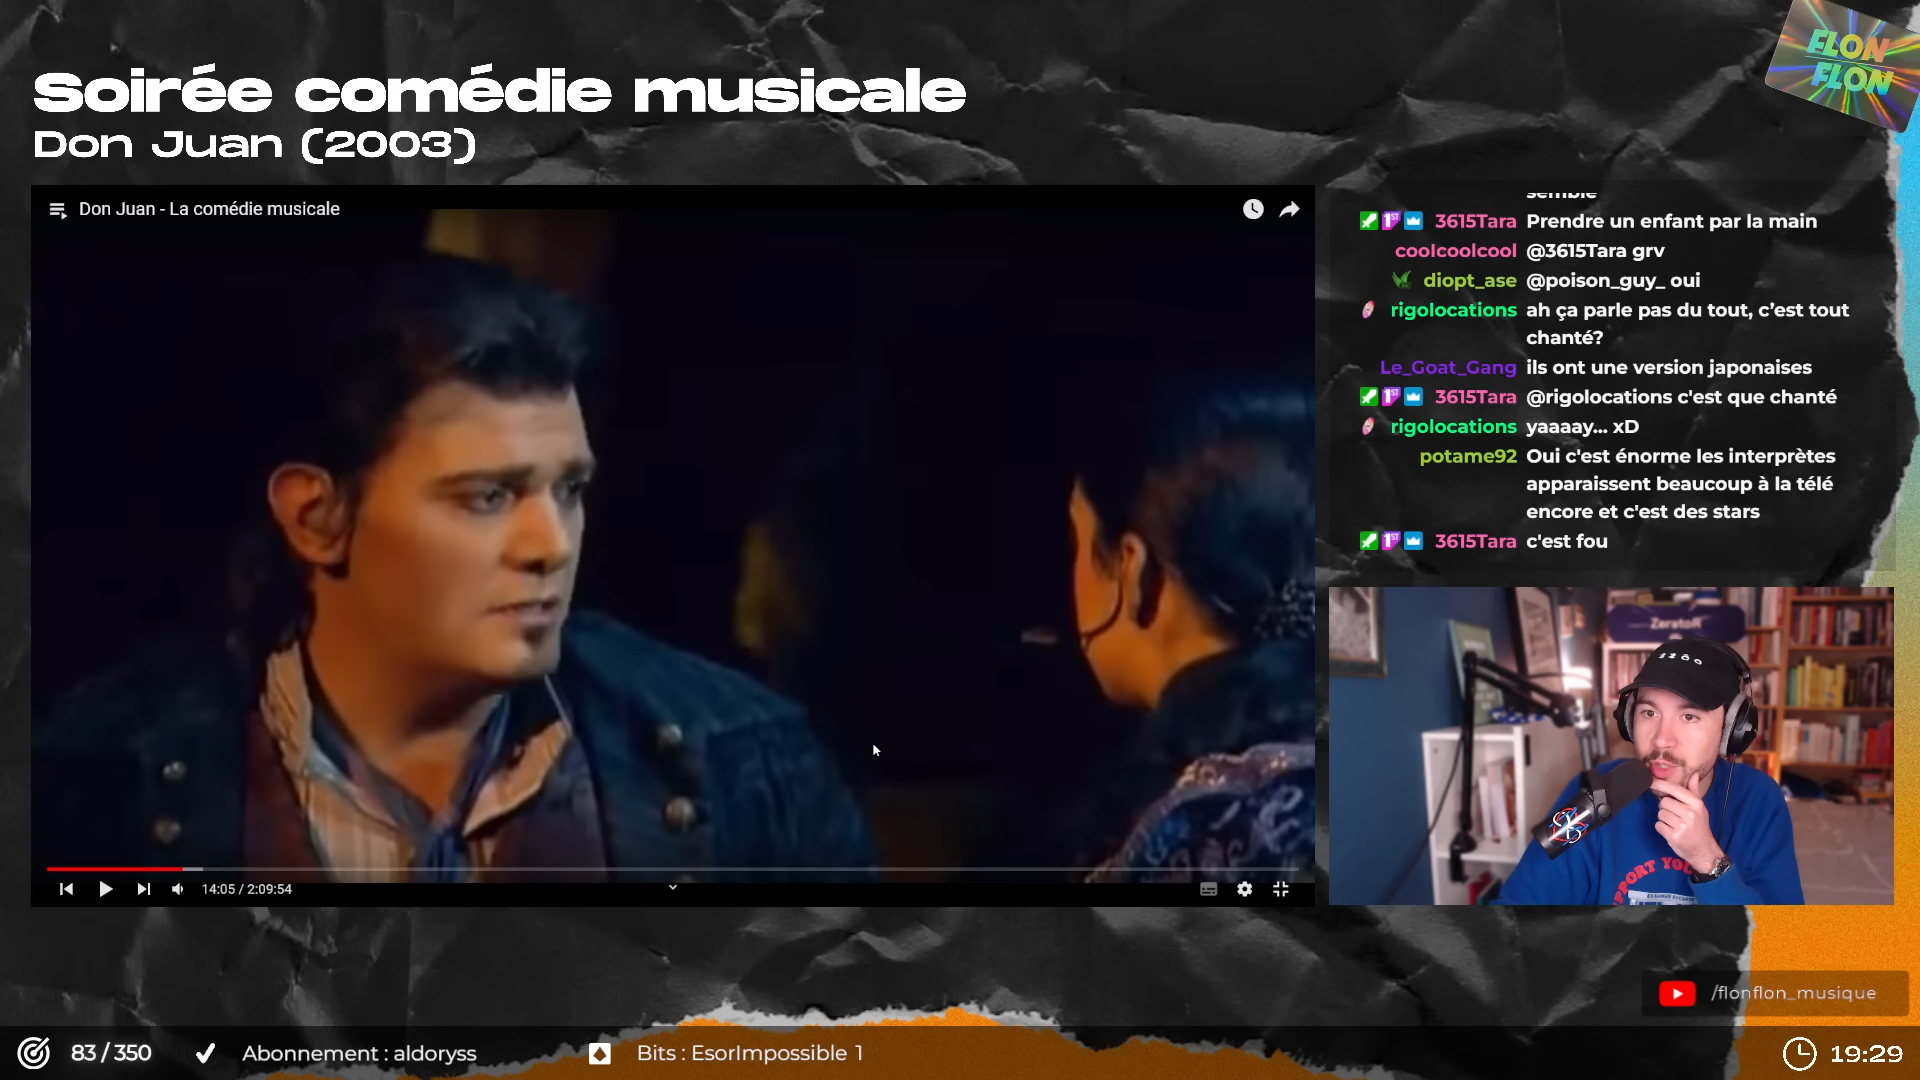 Soirée comédie musicale
Don Juan (2003)
FLON
FLON
Don Juan - La comédie musicale
semble
3615Tara Prendre un enfant par la main
coolcoolcool @3615Tara grv
diopt_ase @poison_guy_ oui
rigolocations ah ça parle pas du tout, c’est tout
chanté?
Le_Goat_Gang ils ont une version japonaises
3615Tara @rigolocations c'est que chanté
rigolocations yaaaay... xD
potame92 Oui c'est énorme les interprètes
apparaissent beaucoup à la télé
encore et c'est des stars
3615Tara c'est fou
ZeratoR
14:05 / 2:09:54
/flonflon_musique
83 / 350
Abonnement : aldoryss
Bits : EsorImpossible 1
19:29